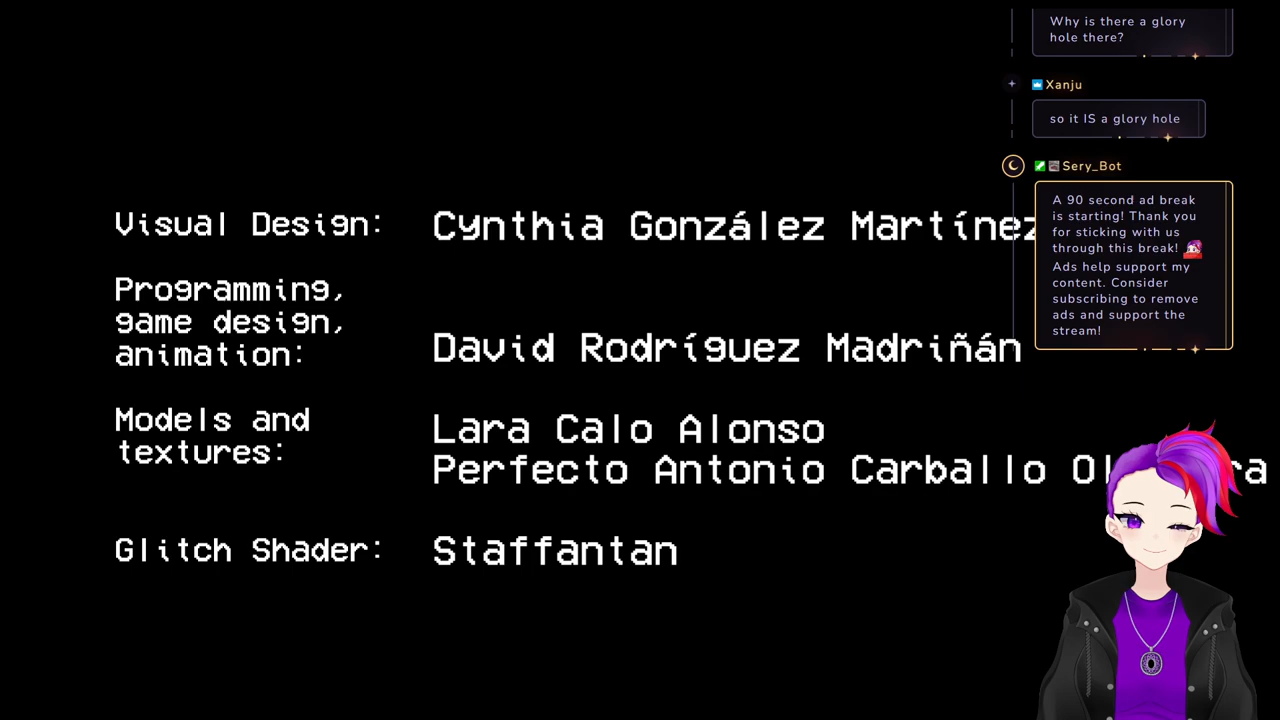 Why is there a glory
hole there?
Xanju
so it IS a glory hole
Sery_Bot
A 90 second ad break
is starting! Thank you
for sticking with us
through this break!
Ads help support my
content. Consider
subscribing to remove
ads and support the
stream!
Visual Design: Cynthia González Martínez
Programming,
game design,
animation: David Rodríguez Madriñán
Models and
textures:
Lara Calo Alonso
Perfecto Antonio Carballo
Glitch Shader: Staffantan